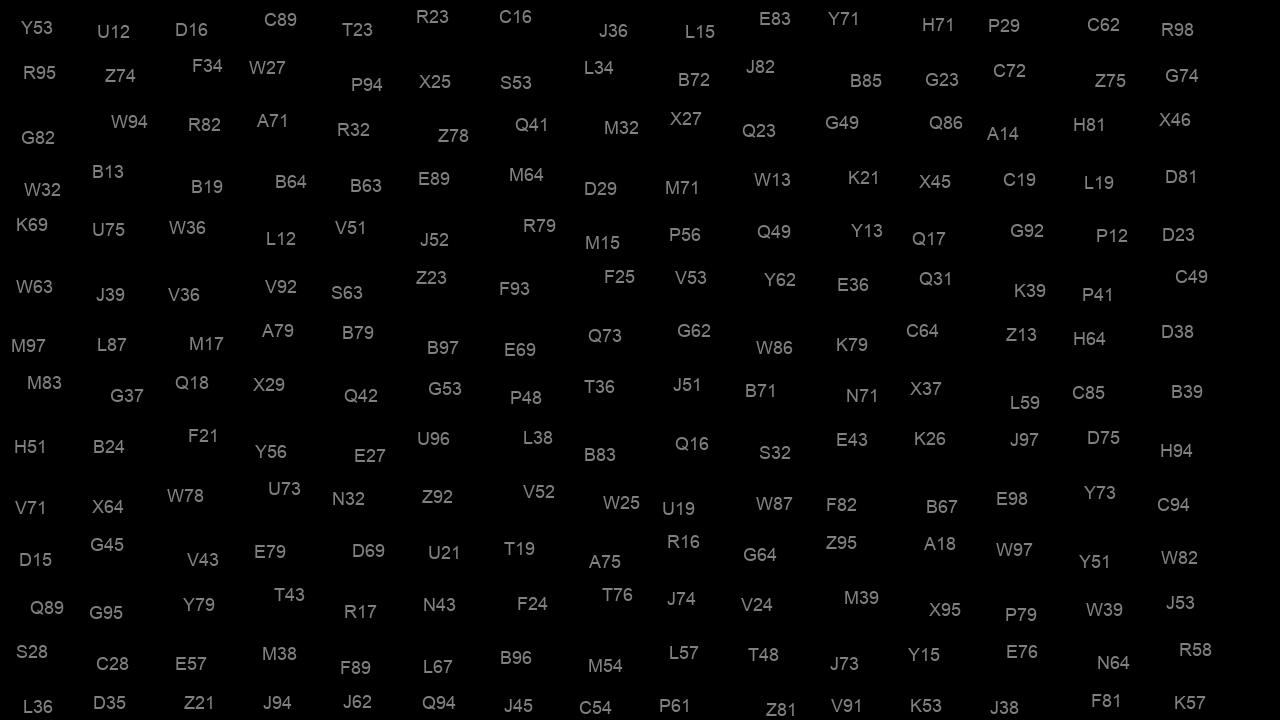 Y53 U12 D16 C89 T23 R23 C16 J36 L15 E83 Y71 H71 P29 C62 R98
R95 Z74 F34 W27 P94 X25 S53 L34 B72 J82 B85 G23 C72 Z75 G74
G82 W94 R82 A71 R32 Z78 Q41 M32 X27 Q23 G49 Q86 A14 H81 X46
W32 B13 B19 B64 B63 E89 M64 D29 M71 W13 K21 X45 C19 L19 D81
K69 U75 W36 L12 V51 J52 R79 M15 P56 Q49 Y13 Q17 G92 P12 D23
W63 J39 V36 V92 S63 Z23 F93 F25 V53 Y62 E36 Q31 K39 P41 C49
M97 L87 M17 A79 B79 B97 E69 Q73 G62 W86 K79 C64 Z13 H64 D38
M83 G37 Q18 X29 Q42 G53 P48 T36 J51 B71 N71 X37 L59 C85 B39
H51 B24 F21 Y56 E27 U96 L38 B83 Q16 S32 E43 K26 J97 D75 H94
V71 X64 W78 U73 N32 Z92 V52 W25 U19 W87 F82 B67 E98 Y73 C94
D15 G45 V43 E79 D69 U21 T19 A75 R16 G64 Z95 A18 W97 Y51 W82
Q89 G95 Y79 T43 R17 N43 F24 T76 J74 V24 M39 X95 P79 W39 J53
S28 C28 E57 M38 F89 L67 B96 M54 L57 T48 J73 Y15 E76 N64 R58
L36 D35 Z21 J94 J62 Q94 J45 C54 P61 Z81 V91 K53 J38 F81 K57